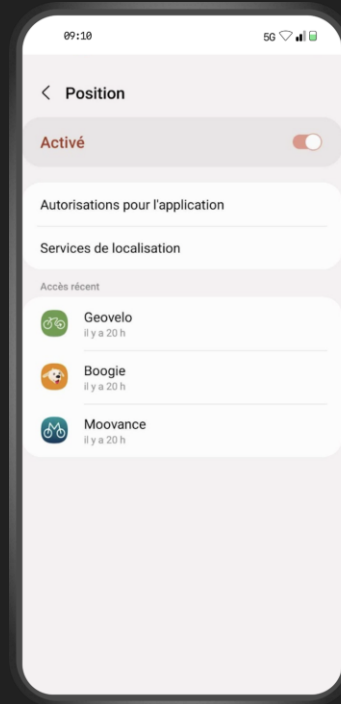 09:10 5G
Position
Activé
Autorisations pour l'application
Services de localisation
Accès récent
Geovelo
il y a 20 h
Boogie
il y a 20 h
Moovance
il y a 20 h